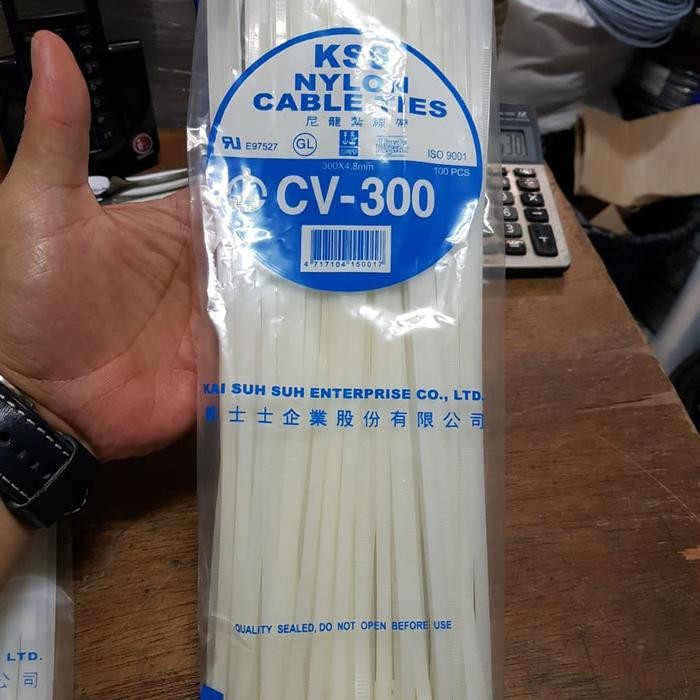 KSS
NYLON
CABLE TIES
尼龍紮線帶
E97527
GL
ISO 9001
300X4.8mm
100 PCS
CV-300
4 717104 150017
KAI SUH SUH ENTERPRISE CO., LTD.
士士企業股份有限公司
QUALITY SEALED, DO NOT OPEN BEFORE USE
LTD.
公司